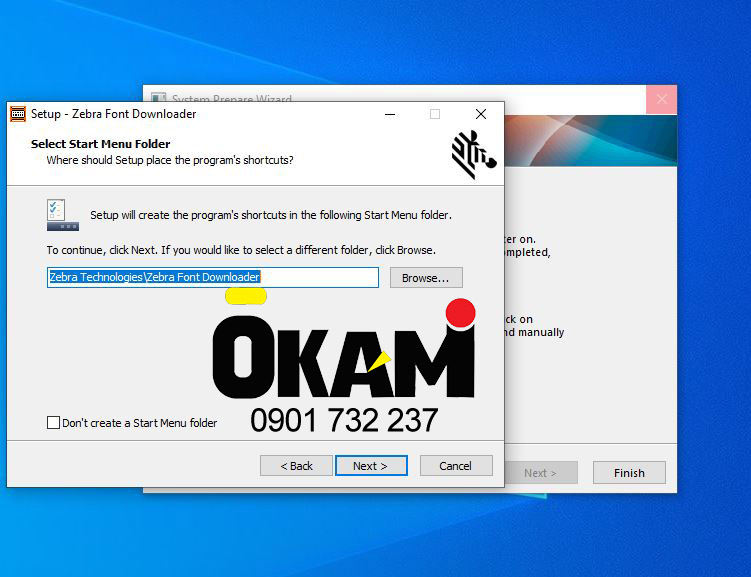 System Prepare Wizard
Setup - Zebra Font Downloader
Select Start Menu Folder
Where should Setup place the program's shortcuts?
Setup will create the program's shortcuts in the following Start Menu folder.
To continue, click Next. If you would like to select a different folder, click Browse.
Zebra Technologies\Zebra Font Downloader
Browse...
ter on.
ompleted,
ck on
nd manually
OKAMI
0901 732 237
Don't create a Start Menu folder
< Back
Next >
Cancel
Next >
Finish